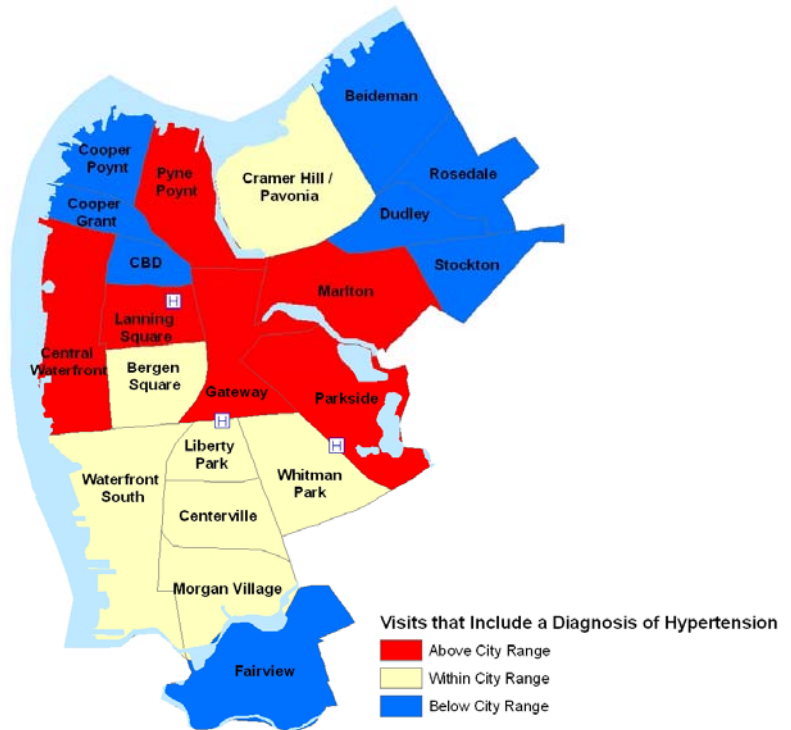 Beideman
Cooper
Poynt
Pyne
Poynt
Cramer Hill /
Pavonia
Rosedale
Cooper
Grant
Dudley
CBD
Stockton
Marlton
H
Lanning
Square
Central
Waterfront
Bergen
Square
Gateway
Parkside
H
H
Liberty
Park
Whitman
Park
Waterfront
South
Centerville
Morgan Village
Fairview
Visits that Include a Diagnosis of Hypertension
Above City Range
Within City Range
Below City Range